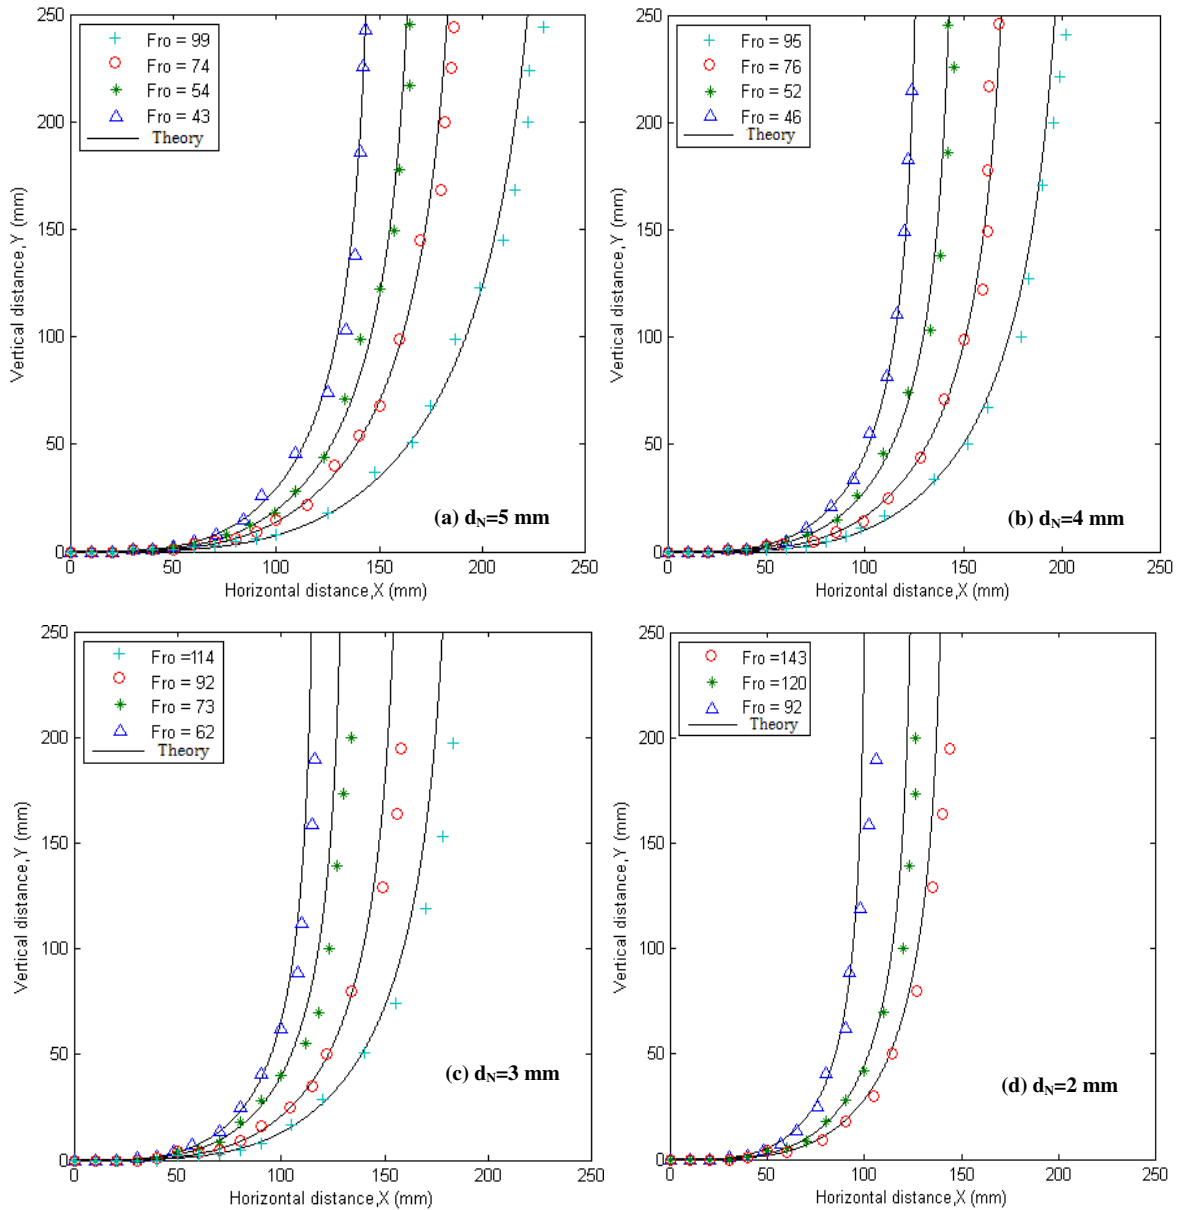 250
200
150
100
50
0
Vertical distance,Y (mm)
Fro = 99
Fro = 74
Fro = 54
Fro = 43
Theory
(a) dN=5 mm
0 50 100 150 200 250
Horizontal distance,X (mm)
250
200
150
100
50
0
Vertical distance,Y (mm)
Fro = 95
Fro = 76
Fro = 52
Fro = 46
Theory
(b) dN=4 mm
0 50 100 150 200 250
Horizontal distance,X (mm)
250
200
150
100
50
0
Vertical distance,Y (mm)
Fro =114
Fro = 92
Fro = 73
Fro = 62
Theory
(c) dN=3 mm
0 50 100 150 200 250
Horizontal distance,X (mm)
250
200
150
100
50
0
Vertical distance,Y (mm)
Fro =143
Fro = 120
Fro = 92
Theory
(d) dN=2 mm
0 50 100 150 200 250
Horizontal distance,X (mm)